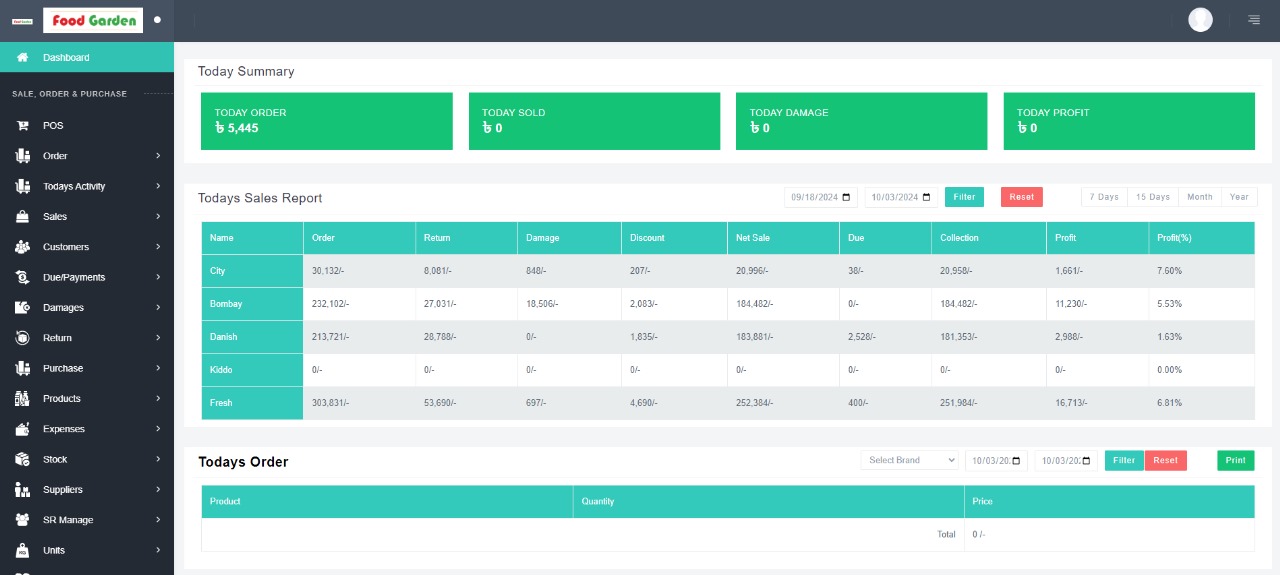 Food Garden
Food Garden
Dashboard
SALE, ORDER & PURCHASE
POS
Order
Todays Activity
Sales
Customers
Due/Payments
Damages
Return
Purchase
Products
Expenses
Stock
Suppliers
SR Manage
Units
Today Summary
TODAY ORDER
৳ 5,445
TODAY SOLD
৳ 0
TODAY DAMAGE
৳ 0
TODAY PROFIT
৳ 0
Todays Sales Report
09/18/2024 10/03/2024 Filter Reset 7 Days 15 Days Month Year
Name Order Return Damage Discount Net Sale Due Collection Profit Profit(%)
City 30,132/- 8,081/- 848/- 207/- 20,996/- 38/- 20,958/- 1,661/- 7.60%
Bombay 232,102/- 27,031/- 18,506/- 2,083/- 184,482/- 0/- 184,482/- 11,230/- 5.53%
Danish 213,721/- 28,788/- 0/- 1,835/- 183,881/- 2,528/- 181,353/- 2,988/- 1.63%
Kiddo 0/- 0/- 0/- 0/- 0/- 0/- 0/- 0/- 0.00%
Fresh 303,831/- 53,690/- 697/- 4,690/- 252,384/- 400/- 251,984/- 16,713/- 6.81%
Todays Order
Select Brand 10/03/20 10/03/20 Filter Reset Print
Product Quantity Price
Total 0 /-